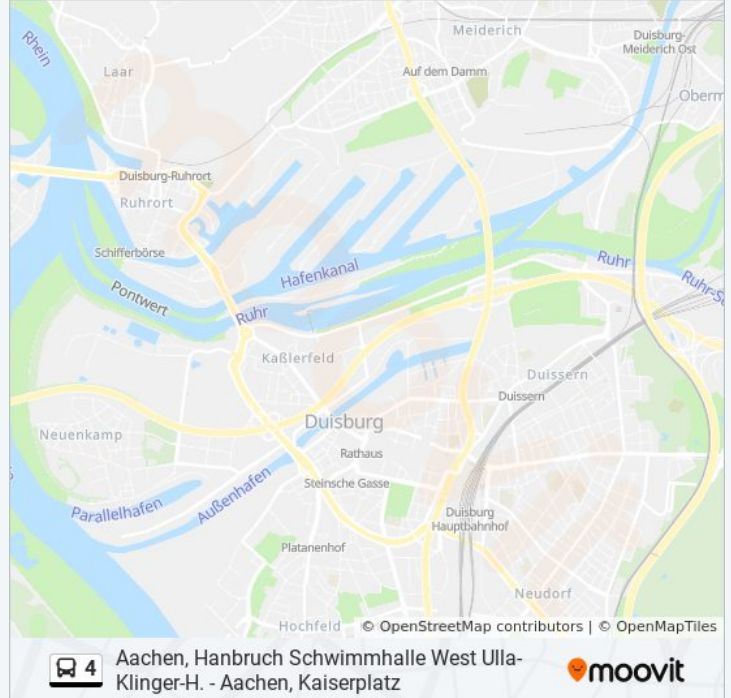 Rhein
Meiderich
Duisburg-
Meiderich Ost
Laar
Auf dem Damm
Duisburg-Ruhrort
Ruhrort
Schifferbörse
Hafenkanal
Ruhr
Pontwert
Ruhr
Kaßlerfeld
Duissern
Duissern
Duisburg
Neuenkamp
Rathaus
Steinsche Gasse
Außenhafen
Parallelhafen
Duisburg
Hauptbahnhof
Platanenhof
Neudorf
Hochfeld
© OpenStreetMap contributors | © OpenMapTiles
4
Aachen, Hanbruch Schwimmhalle West Ulla-
Klinger-H. - Aachen, Kaiserplatz
moovit